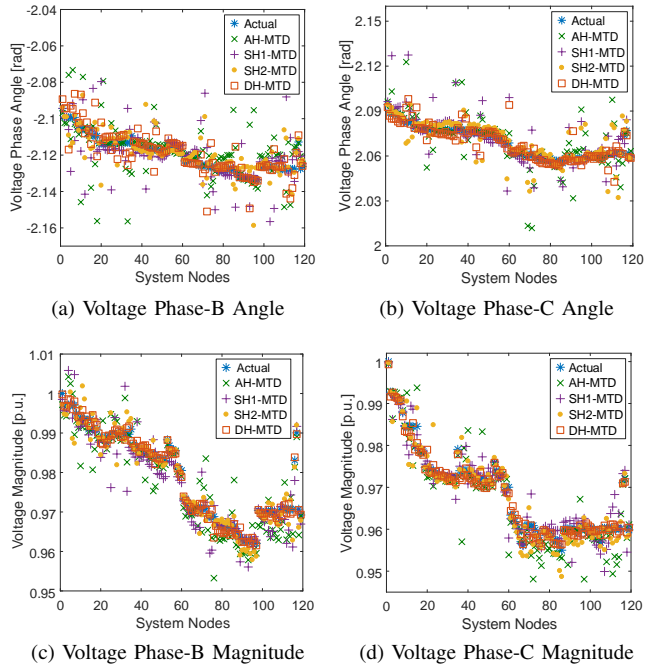 -2.04
-2.06
-2.08
-2.1
-2.12
-2.14
-2.16
Voltage Phase Angle [rad]
Actual
AH-MTD
SH1-MTD
SH2-MTD
DH-MTD
0 20 40 60 80 100 120
System Nodes
(a) Voltage Phase-B Angle
2.15
2.12
2.09
2.06
2.03
2
Voltage Phase Angle [rad]
Actual
AH-MTD
SH1-MTD
SH2-MTD
DH-MTD
0 20 40 60 80 100 120
System Nodes
(b) Voltage Phase-C Angle
1.01
1
0.99
0.98
0.97
0.96
0.95
Voltage Magnitude [p.u.]
Actual
AH-MTD
SH1-MTD
SH2-MTD
DH-MTD
0 20 40 60 80 100 120
System Nodes
(c) Voltage Phase-B Magnitude
1
0.99
0.98
0.97
0.96
0.95
Voltage Magnitude [p.u.]
Actual
AH-MTD
SH1-MTD
SH2-MTD
DH-MTD
0 20 40 60 80 100 120
System Nodes
(d) Voltage Phase-C Magnitude